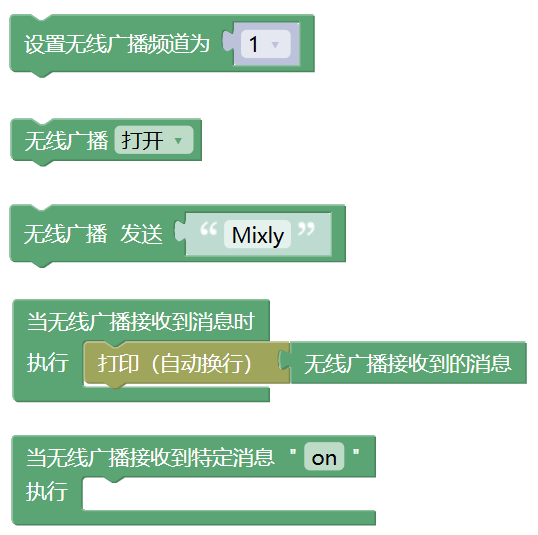 设置无线广播频道为 1
无线广播 打开
无线广播 发送 “ Mixly ”
当无线广播接收到消息时
执行 打印（自动换行） 无线广播接收到的消息
当无线广播接收到特定消息 " on "
执行